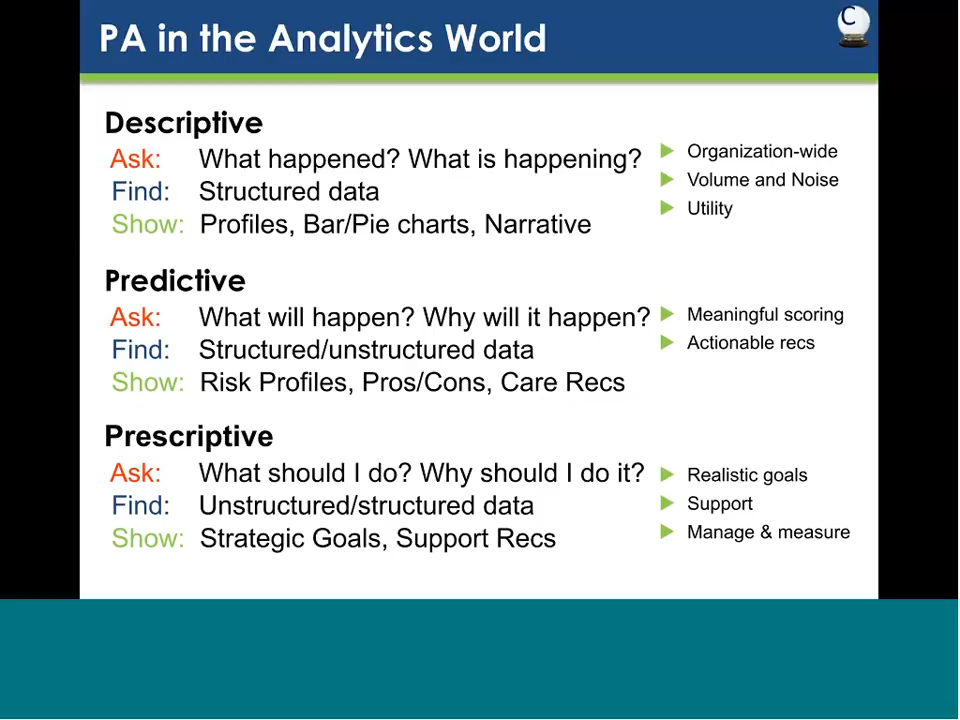 PA in the Analytics World
C
Descriptive
Ask: What happened? What is happening?
Find: Structured data
Show: Profiles, Bar/Pie charts, Narrative
Organization-wide
Volume and Noise
Utility
Predictive
Ask: What will happen? Why will it happen?
Find: Structured/unstructured data
Show: Risk Profiles, Pros/Cons, Care Recs
Meaningful scoring
Actionable recs
Prescriptive
Ask: What should I do? Why should I do it?
Find: Unstructured/structured data
Show: Strategic Goals, Support Recs
Realistic goals
Support
Manage & measure